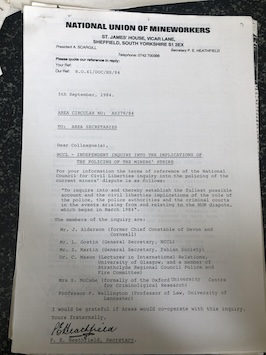 NATIONAL UNION OF MINEWORKERS
ST. JAMES' HOUSE, VICAR LANE,
SHEFFIELD, SOUTH YORKSHIRE S1 2EX
President A. SCARGILL
Secretary P. E. HEATHFIELD
Telephone: 0742 700388
Please quote our reference in reply:
Your Ref:
Our Ref:
5th September, 1984.
AREA CIRCULAR NO:
TO: AREA SECRETARIES
Dear Colleague(s),
NCCL - INDEPENDENT INQUIRY INTO THE IMPLICATIONS OF
THE POLICING OF THE MINERS' STRIKE
For your information the terms of reference of the National
Council for Civil Liberties inquiry into the policing of the
current miners' dispute is as follows:
"To inquire into and thereby establish the fullest possible
account and the civil liberties implications of the role of
the police, the police authorities and the criminal courts
in the events arising from and relating to the NUM dispute,
which began in March 1984".
The members of the inquiry are:
Mr. J. Alderson (former Chief Constable of Devon and
Cornwall)
Mr. L. Gostin (General Secretary, NCCL)
Mr. I. Martin (General Secretary, Fabian Society)
Dr. C. Mason (Lecturer in International Relations,
University of Glasgow, and member of
Strathclyde Regional Council Police and
Fire Committee)
Mrs S. McCabe (formerly of the Oxford University Centre
for Criminological Research)
Professor P. Wallington (Professor of Law, University of
Lancaster)
I would be grateful if Areas would co-operate with this inquiry.
Yours fraternally,
P E Heathfield
P. E. Heathfield, Secretary.